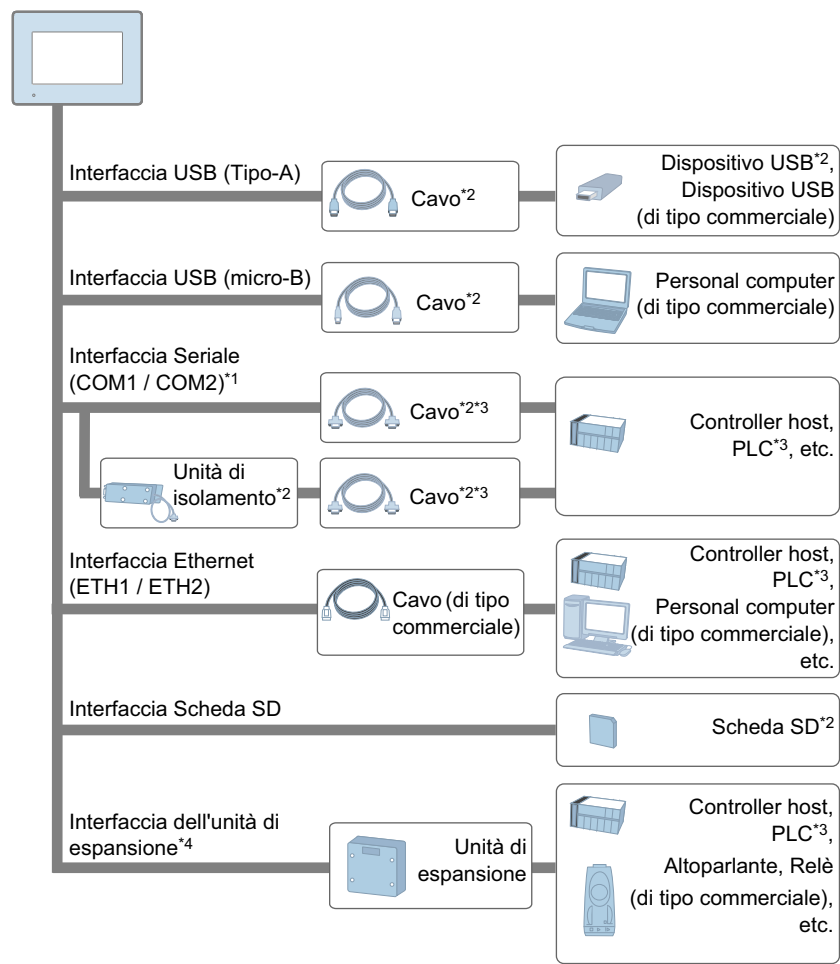 Interfaccia USB (Tipo-A)
Cavo*2
Dispositivo USB*2,
Dispositivo USB
(di tipo commerciale)
Interfaccia USB (micro-B)
Cavo*2
Personal computer
(di tipo commerciale)
Interfaccia Seriale
(COM1 / COM2)*1
Cavo*2*3
Controller host,
PLC*3, etc.
Unità di
isolamento*2
Cavo*2*3
Interfaccia Ethernet
(ETH1 / ETH2)
Cavo (di tipo
commerciale)
Controller host,
PLC*3,
Personal computer
(di tipo commerciale),
etc.
Interfaccia Scheda SD
Scheda SD*2
Interfaccia dell'unità di
espansione*4
Unità di
espansione
Controller host,
PLC*3,
Altoparlante, Relè
(di tipo commerciale),
etc.